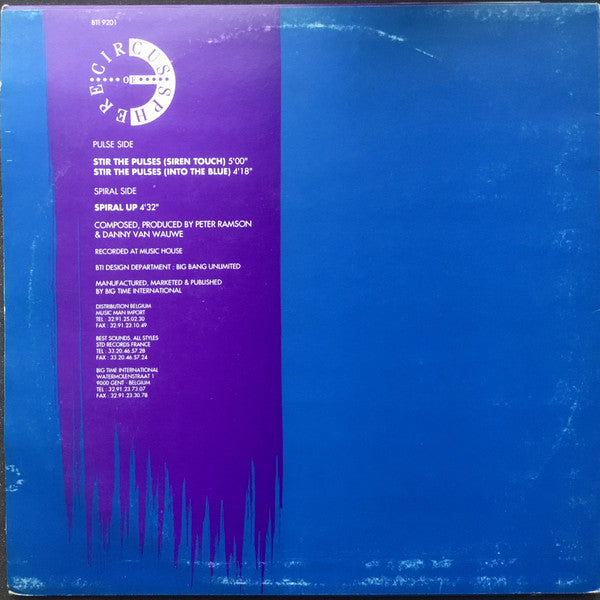 BTI 9201
CIRCUS
OF
SPHERE
PULSE SIDE
STIR THE PULSES (SIREN TOUCH) 5'00"
STIR THE PULSES (INTO THE BLUE) 4'18"
SPIRAL SIDE
SPIRAL UP 4'32"
COMPOSED, PRODUCED BY PETER RAMSON
& DANNY VAN WAUWE
RECORDED AT MUSIC HOUSE
BTI DESIGN DEPARTMENT : BIG BANG UNLIMITED
MANUFACTURED, MARKETED & PUBLISHED
BY BIG TIME INTERNATIONAL
DISTRIBUTION BELGIUM
MUSIC MAN IMPORT
TEL : 32.91.25.02.30
FAX : 32.91.23.10.49
BEST SOUNDS, ALL STYLES
STD RECORDS FRANCE
TEL : 33.20.46.57.28
FAX : 33.20.46.57.24
BIG TIME INTERNATIONAL
WATERMOLENSTRAAT 1
9000 GENT - BELGIUM
TEL : 32.91.23.73.07
FAX : 32.91.23.30.78